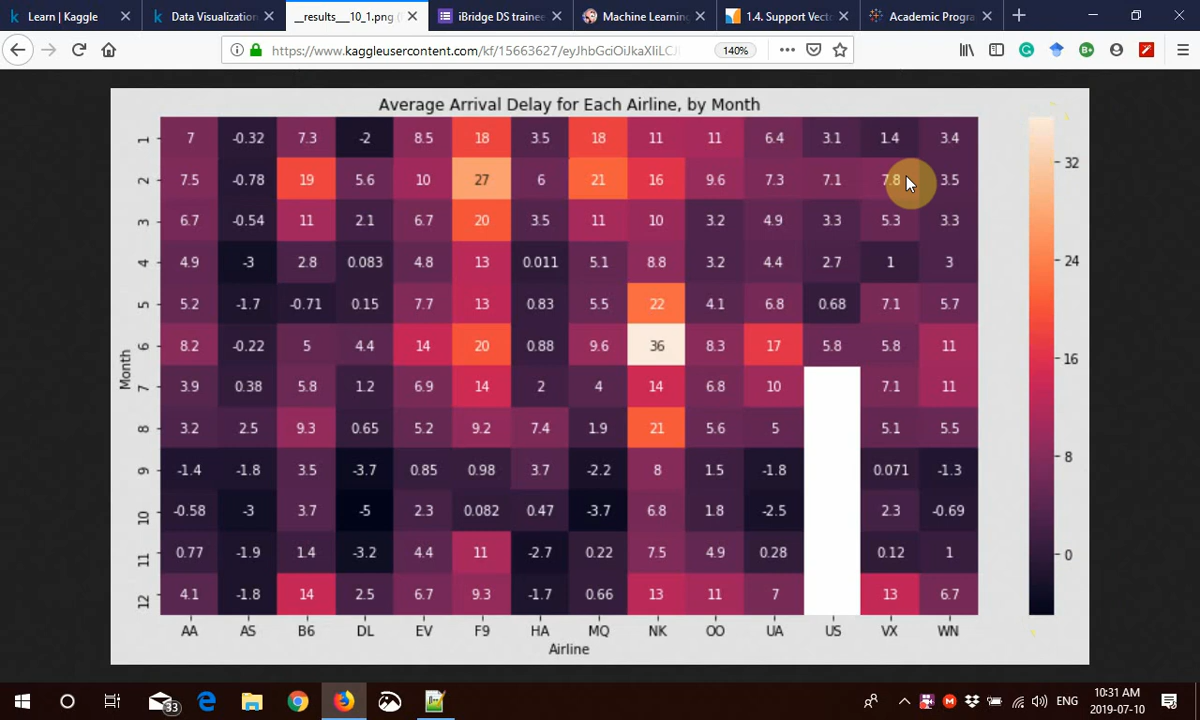 Learn | Kaggle
Data Visualization
__results___10_1.png (
iBridge DS trainee
Machine Learning
1.4. Support Vecto
Academic Progra
https://www.kaggleusercontent.com/kf/15663627/eyJhbGciOiJkaXIiLCJ
140%
Average Arrival Delay for Each Airline, by Month
1 7 -0.32 7.3 -2 8.5 18 3.5 18 11 11 6.4 3.1 1.4 3.4
2 7.5 -0.78 19 5.6 10 27 6 21 16 9.6 7.3 7.1 7.8 3.5
3 6.7 -0.54 11 2.1 6.7 20 3.5 11 10 3.2 4.9 3.3 5.3 3.3
4 4.9 -3 2.8 0.083 4.8 13 0.011 5.1 8.8 3.2 4.4 2.7 1 3
5 5.2 -1.7 -0.71 0.15 7.7 13 0.83 5.5 22 4.1 6.8 0.68 7.1 5.7
6 8.2 -0.22 5 4.4 14 20 0.88 9.6 36 8.3 17 5.8 5.8 11
7 3.9 0.38 5.8 1.2 6.9 14 2 4 14 6.8 10 7.1 11
8 3.2 2.5 9.3 0.65 5.2 9.2 7.4 1.9 21 5.6 5 5.1 5.5
9 -1.4 -1.8 3.5 -3.7 0.85 0.98 3.7 -2.2 8 1.5 -1.8 0.071 -1.3
10 -0.58 -3 3.7 -5 2.3 0.082 0.47 -3.7 6.8 1.8 -2.5 2.3 -0.69
11 0.77 -1.9 1.4 -3.2 4.4 11 -2.7 0.22 7.5 4.9 0.28 0.12 1
12 4.1 -1.8 14 2.5 6.7 9.3 -1.7 0.66 13 11 7 13 6.7
AA AS B6 DL EV F9 HA MQ NK OO UA US VX WN
Airline
Month
32
24
16
8
0
33
ENG
10:31 AM
2019-07-10